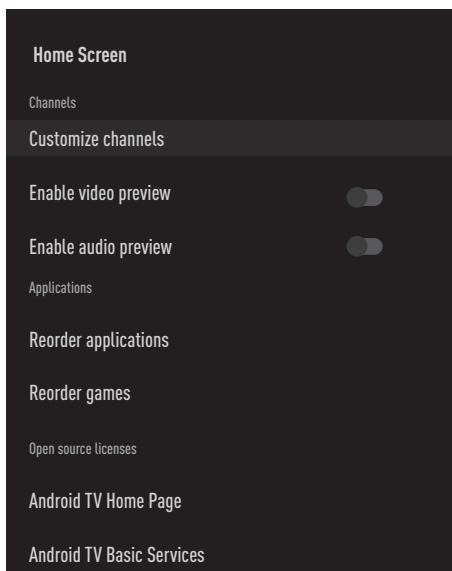 Home Screen
Channels
Customize channels
Enable video preview
Enable audio preview
Applications
Reorder applications
Reorder games
Open source licenses
Android TV Home Page
Android TV Basic Services